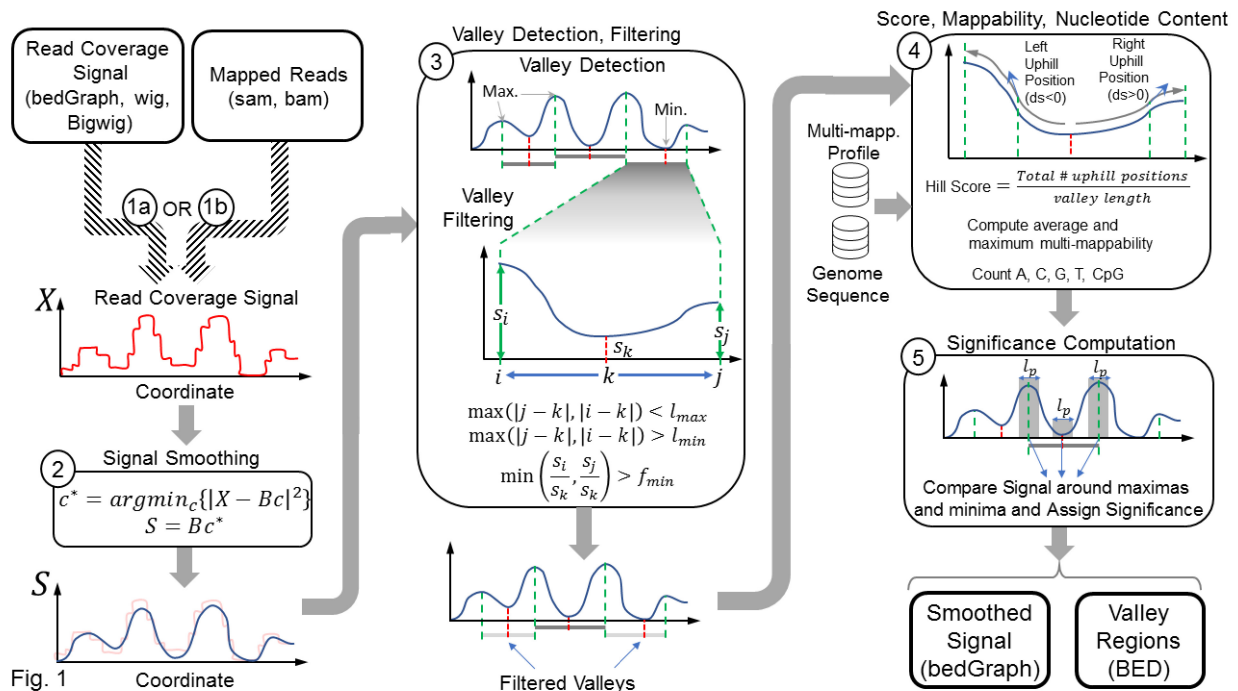 Read Coverage
Signal
(bedGraph, wig,
Bigwig)
Mapped Reads
(sam, bam)
1a OR 1b
Read Coverage Signal
X
Coordinate
2
Signal Smoothing
c* = argmin_c{|X − Bc|²}
S = Bc*
S
Coordinate
Fig. 1
Valley Detection, Filtering
3
Valley Detection
Max.
Min.
Valley
Filtering
s_i
s_k
s_j
i
k
j
max(|j − k|, |i − k|) < l_max
max(|j − k|, |i − k|) > l_min
min(s_i/s_k, s_j/s_k) > f_min
Filtered Valleys
Score, Mappability, Nucleotide Content
4
Left
Uphill
Position
(ds<0)
Right
Uphill
Position
(ds>0)
Multi-mapp.
Profile
Genome
Sequence
Hill Score = Total # uphill positions / valley length
Compute average and
maximum multi-mappability
Count A, C, G, T, CpG
5
Significance Computation
l_p
l_p
l_p
Compare Signal around maximas
and minima and Assign Significance
Smoothed
Signal
(bedGraph)
Valley
Regions
(BED)